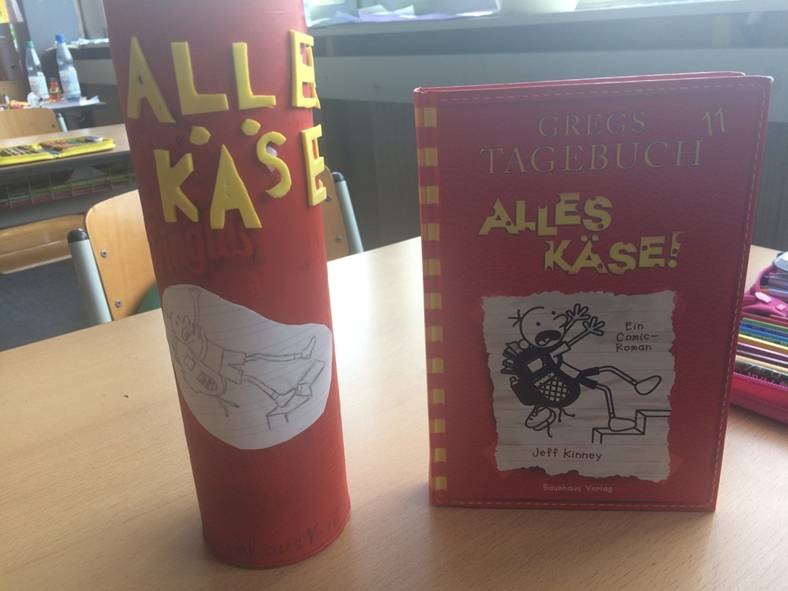 ALLE
KÄSE
GREGS
TAGEBUCH 11
ALLES
KÄSE!
Ein
Comic-
Roman
Jeff Kinney
Baumhaus Verlag